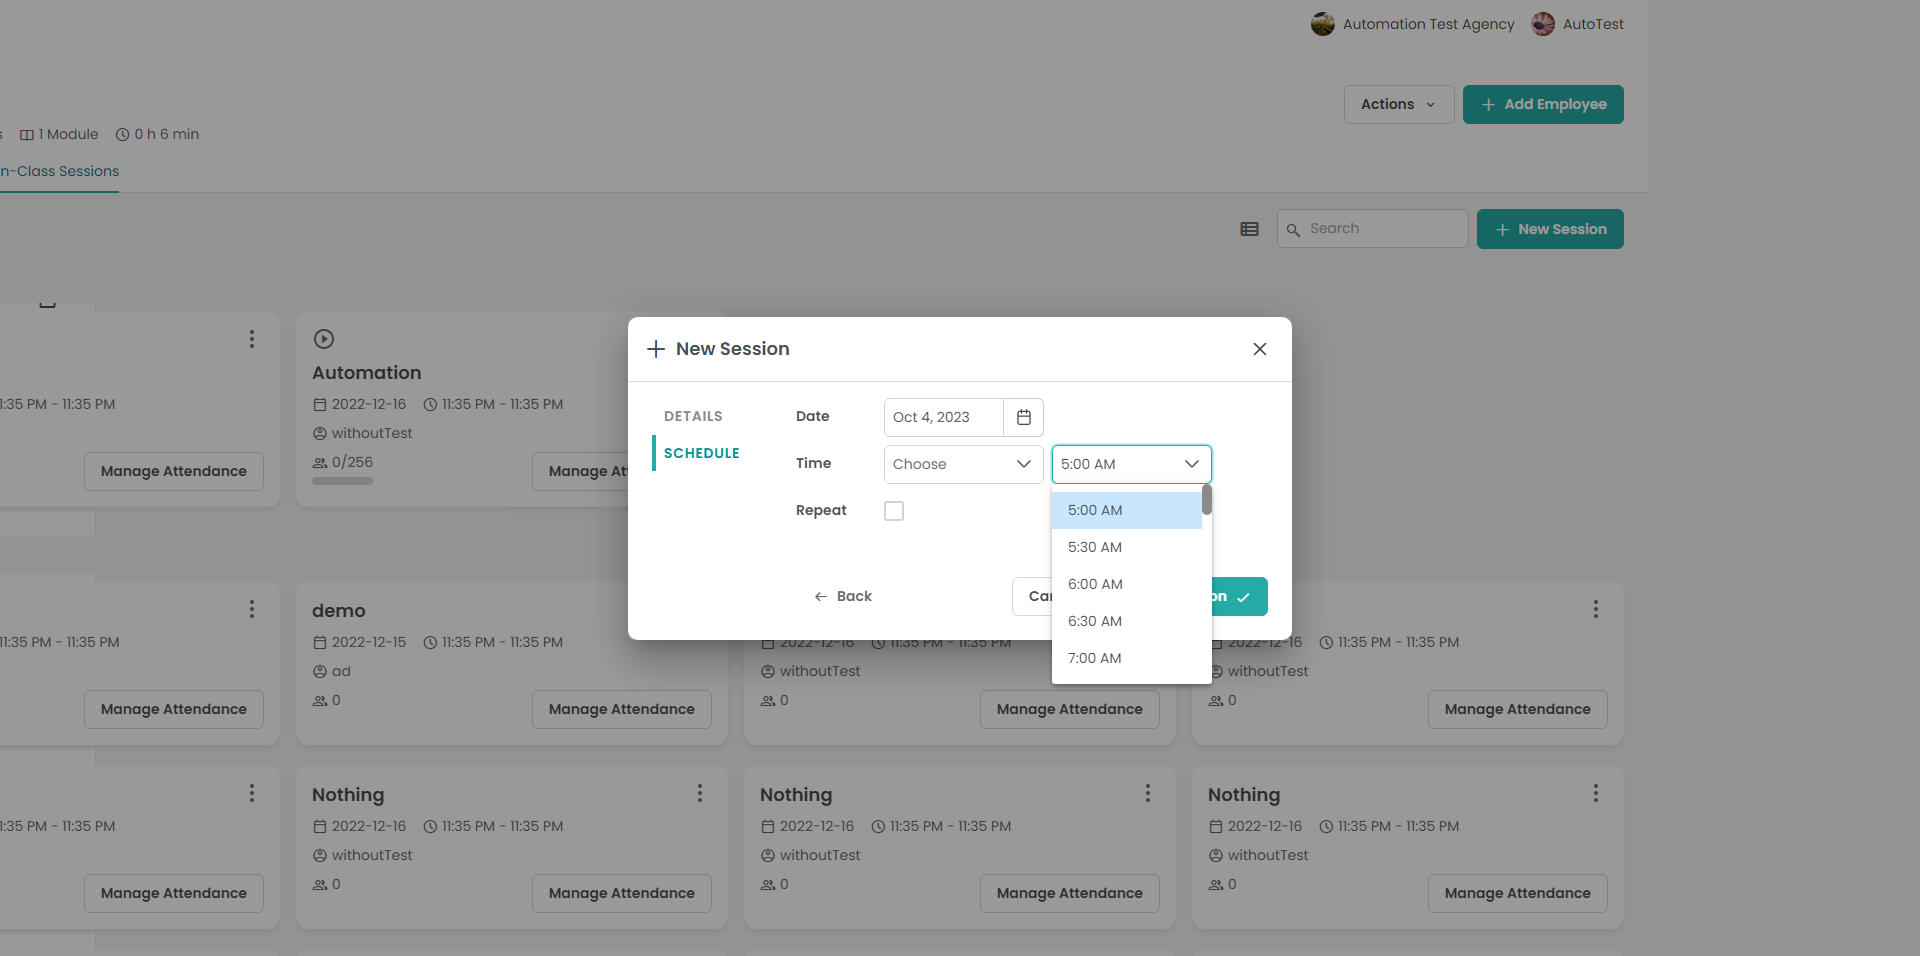 Automation Test Agency AutoTest
Actions Add Employee
s 1 Module 0 h 6 min
n-Class Sessions
Search New Session
New Session
DETAILS Date Oct 4, 2023
SCHEDULE Time Choose 5:00 AM
Repeat
5:00 AM
5:30 AM
6:00 AM
6:30 AM
7:00 AM
Back Can on
Automation
1:35 PM - 11:35 PM 2022-12-16 11:35 PM - 11:35 PM
withoutTest
0/256
Manage Attendance Manage At
demo
11:35 PM - 11:35 PM 2022-12-15 11:35 PM - 11:35 PM 2022-12-16 11:35 PM - 11:35 PM 2022-12-16 11:35 PM - 11:35 PM
ad withoutTest withoutTest
0 0 0
Manage Attendance Manage Attendance Manage Attendance Manage Attendance
Nothing Nothing Nothing
1:35 PM - 11:35 PM 2022-12-16 11:35 PM - 11:35 PM 2022-12-16 11:35 PM - 11:35 PM 2022-12-16 11:35 PM - 11:35 PM
withoutTest withoutTest withoutTest
0 0 0
Manage Attendance Manage Attendance Manage Attendance Manage Attendance